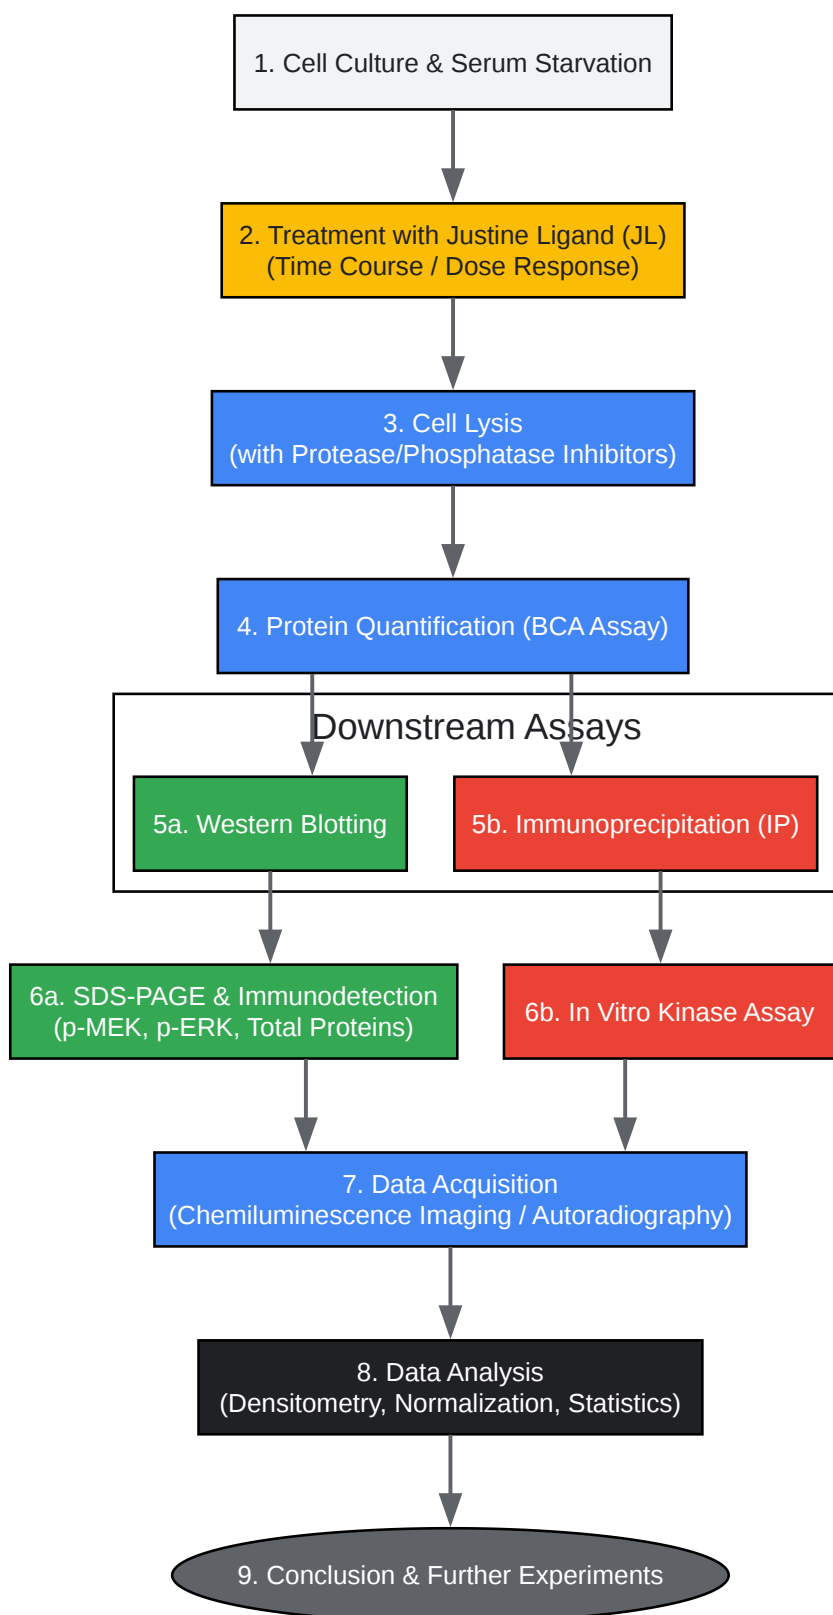 1. Cell Culture & Serum Starvation
2. Treatment with Justine Ligand (JL)
(Time Course / Dose Response)
3. Cell Lysis
(with Protease/Phosphatase Inhibitors)
4. Protein Quantification (BCA Assay)
Downstream Assays
5a. Western Blotting
5b. Immunoprecipitation (IP)
6a. SDS-PAGE & Immunodetection
(p-MEK, p-ERK, Total Proteins)
6b. In Vitro Kinase Assay
7. Data Acquisition
(Chemiluminescence Imaging / Autoradiography)
8. Data Analysis
(Densitometry, Normalization, Statistics)
9. Conclusion & Further Experiments